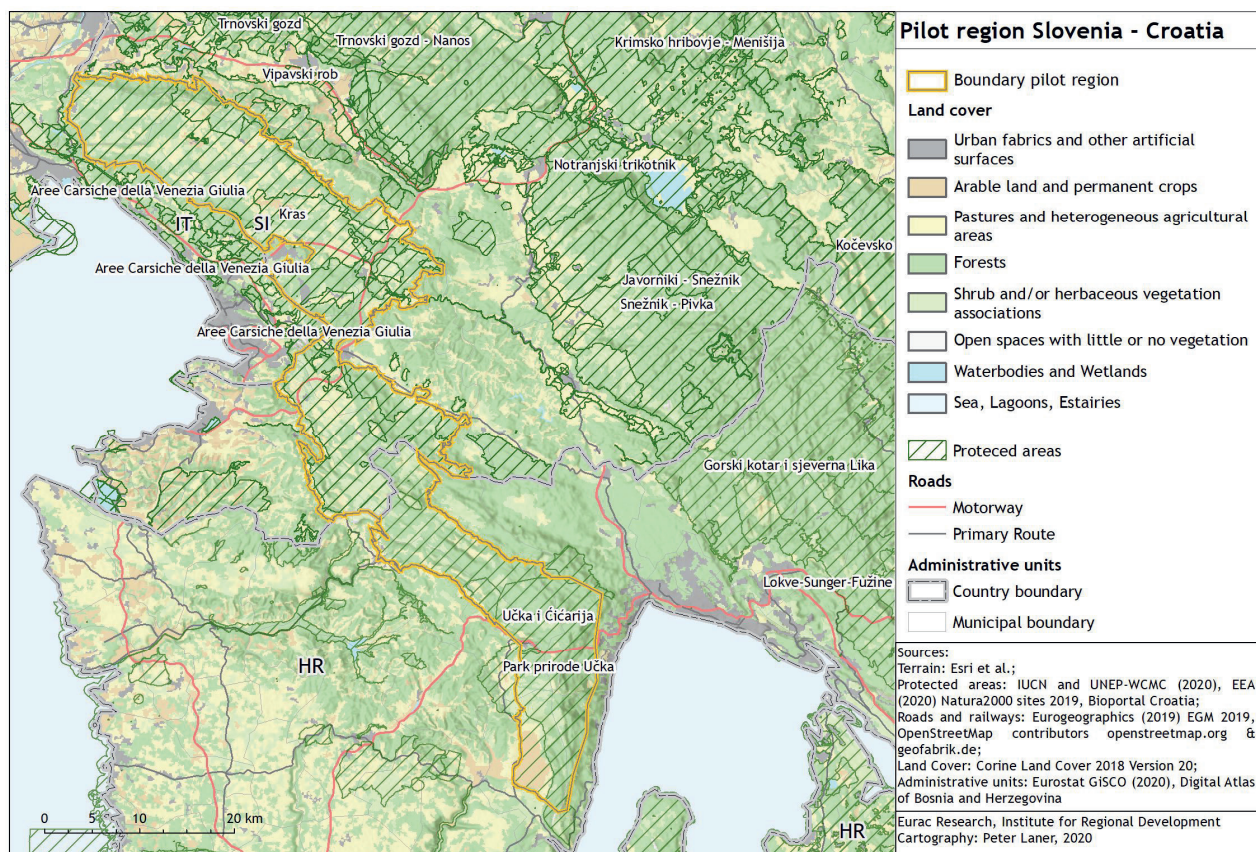 Trnovski gozd
Trnovski gozd - Nanos
Krimsko hribovje - Menišija
Vipavski rob
Notranjski trikotnik
Aree Carsiche della Venezia Giulia
IT
SI
Kras
Kočevsko
Aree Carsiche della Venezia Giulia
Javorniki - Snežnik
Snežnik - Pivka
Aree Carsiche della Venezia Giulia
Gorski kotar i sjeverna Lika
Lokve-Sunger-Fužine
Učka i Ćićarija
HR
Park prirode Učka
0 5 10 20 km
HR
Pilot region Slovenia - Croatia
Boundary pilot region
Land cover
Urban fabrics and other artificial
surfaces
Arable land and permanent crops
Pastures and heterogeneous agricultural
areas
Forests
Shrub and/or herbaceous vegetation
associations
Open spaces with little or no vegetation
Waterbodies and Wetlands
Sea, Lagoons, Estairies
Proteced areas
Roads
Motorway
Primary Route
Administrative units
Country boundary
Municipal boundary
Sources:
Terrain: Esri et al.;
Protected areas: IUCN and UNEP-WCMC (2020), EEA
(2020) Natura2000 sites 2019, Bioportal Croatia;
Roads and railways: Eurogeographics (2019) EGM 2019,
OpenStreetMap contributors openstreetmap.org &
geofabrik.de;
Land Cover: Corine Land Cover 2018 Version 20;
Administrative units: Eurostat GiSCO (2020), Digital Atlas
of Bosnia and Herzegovina
Eurac Research, Institute for Regional Development
Cartography: Peter Laner, 2020